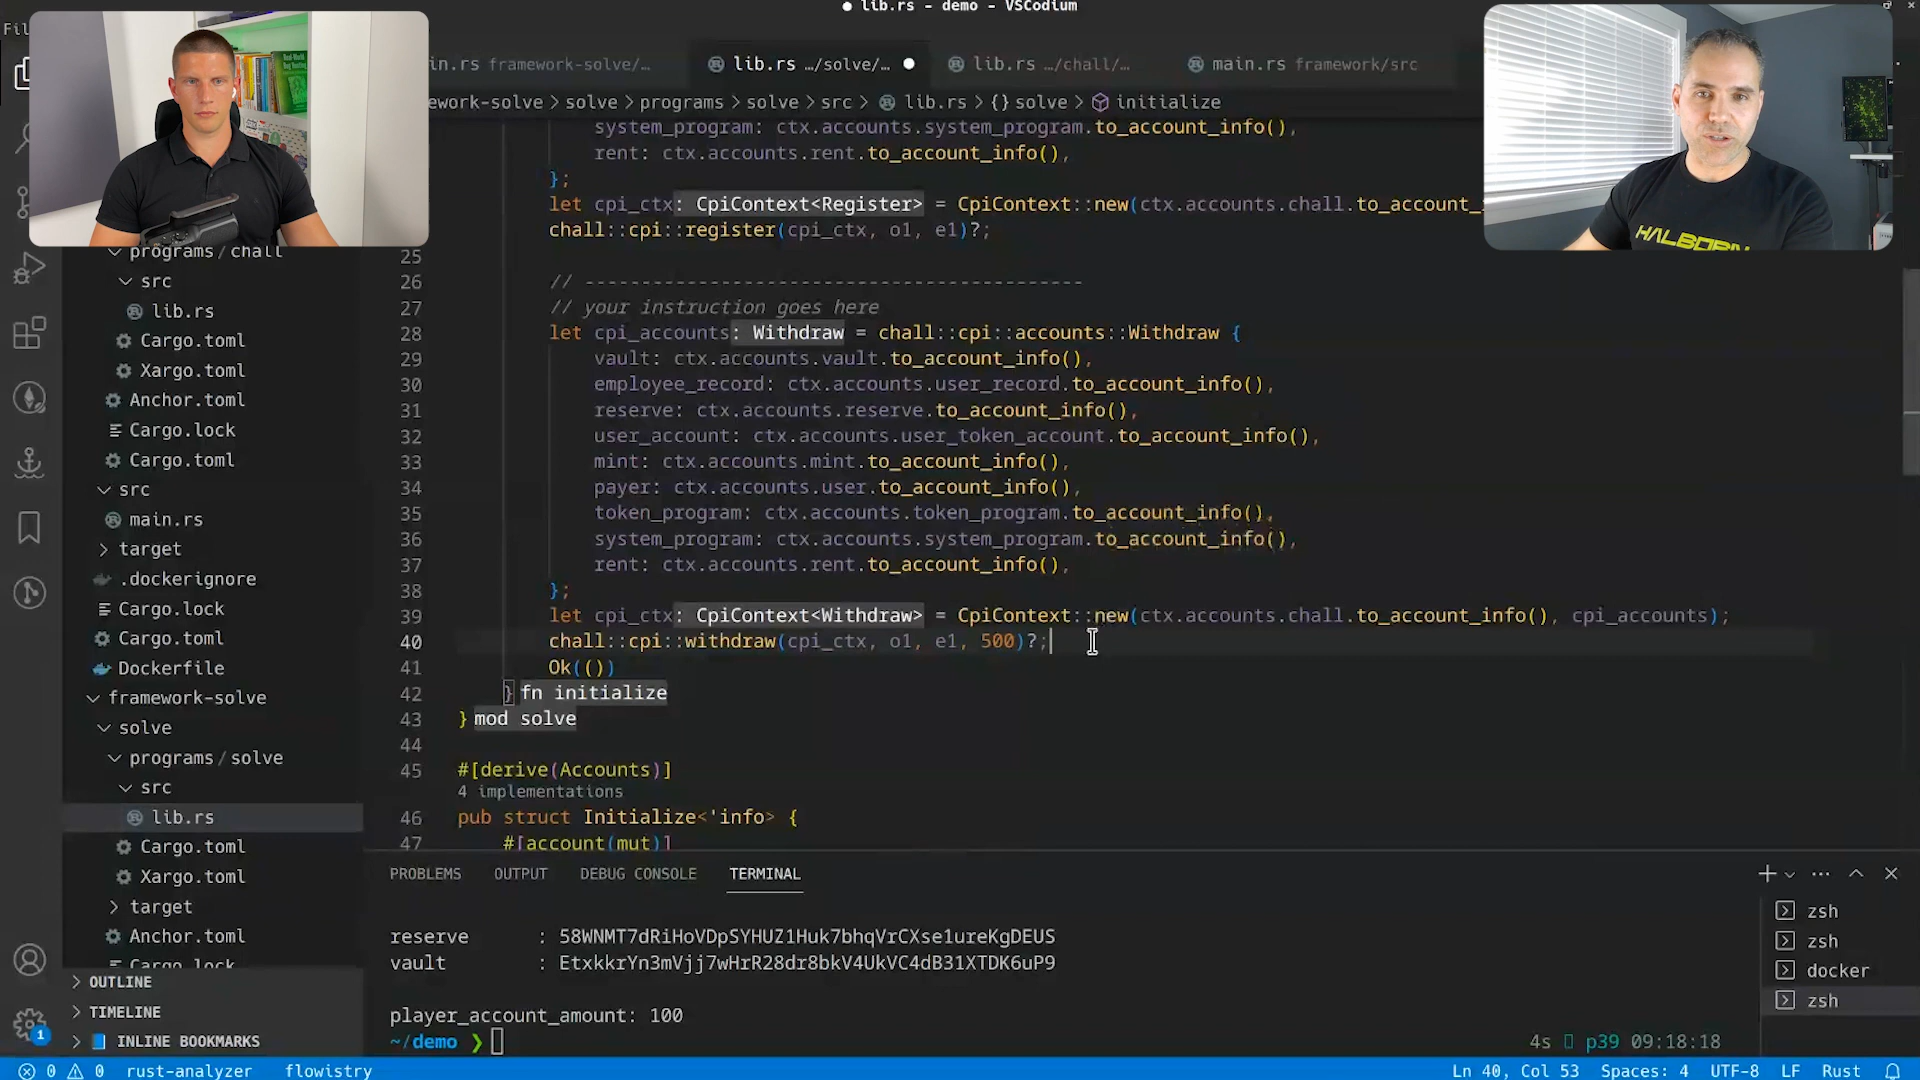 ● lib.rs - demo - VSCodium
Fil
in.rs framework-solve/…
lib.rs …/solve/… ●
lib.rs …/chall/…
main.rs framework/src
ework-solve > solve > programs > solve > src > lib.rs > {} solve > initialize
system_program: ctx.accounts.system_program.to_account_info(),
rent: ctx.accounts.rent.to_account_info(),
};
let cpi_ctx: CpiContext<Register> = CpiContext::new(ctx.accounts.chall.to_account_i
chall::cpi::register(cpi_ctx, o1, e1)?;
25
26 // --------------------------------------------
27 // your instruction goes here
28 let cpi_accounts: Withdraw = chall::cpi::accounts::Withdraw {
29 vault: ctx.accounts.vault.to_account_info(),
30 employee_record: ctx.accounts.user_record.to_account_info(),
31 reserve: ctx.accounts.reserve.to_account_info(),
32 user_account: ctx.accounts.user_token_account.to_account_info(),
33 mint: ctx.accounts.mint.to_account_info(),
34 payer: ctx.accounts.user.to_account_info(),
35 token_program: ctx.accounts.token_program.to_account_info(),
36 system_program: ctx.accounts.system_program.to_account_info(),
37 rent: ctx.accounts.rent.to_account_info(),
38 };
39 let cpi_ctx: CpiContext<Withdraw> = CpiContext::new(ctx.accounts.chall.to_account_info(), cpi_accounts);
40 chall::cpi::withdraw(cpi_ctx, o1, e1, 500)?;
41 Ok(())
42 } fn initialize
43 } mod solve
44
45 #[derive(Accounts)]
4 implementations
46 pub struct Initialize<'info> {
47 #[account(mut)]
programs/chall
src
lib.rs
Cargo.toml
Xargo.toml
Anchor.toml
Cargo.lock
Cargo.toml
src
main.rs
target
.dockerignore
Cargo.lock
Cargo.toml
Dockerfile
framework-solve
solve
programs/solve
src
lib.rs
Cargo.toml
Xargo.toml
target
Anchor.toml
Cargo.lock
OUTLINE
TIMELINE
INLINE BOOKMARKS
1
PROBLEMS OUTPUT DEBUG CONSOLE TERMINAL
reserve : 58WNMT7dRiHoVDpSYHUZ1Huk7bhqVrCXse1ureKgDEUS
vault : EtxkkrYn3mVjj7wHrR28dr8bkV4UkVC4dB31XTDK6uP9
player_account_amount: 100
~/demo ❯
4s p39 09:18:18
zsh
zsh
docker
zsh
0 0 rust-analyzer flowistry
Ln 40, Col 53 Spaces: 4 UTF-8 LF Rust
HALBORN